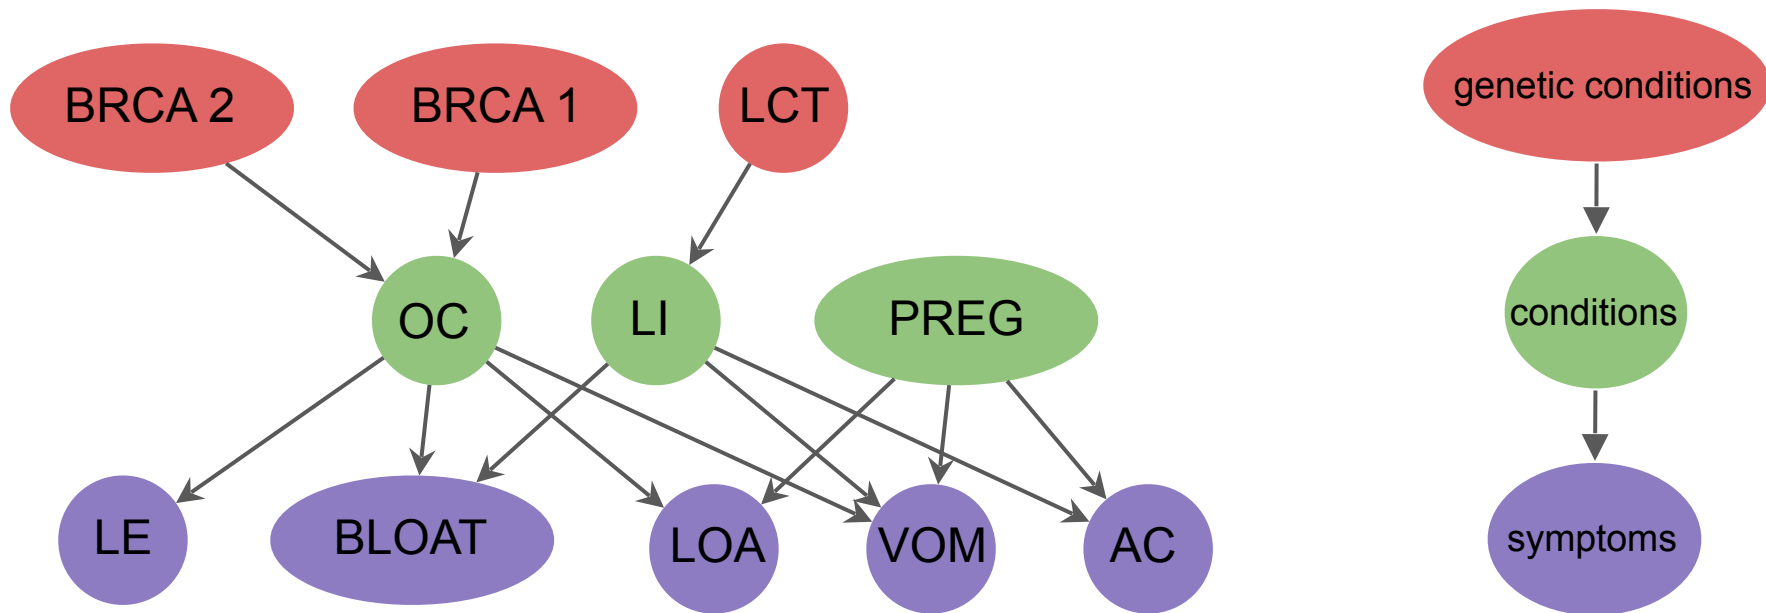 BRCA 2
BRCA 1
LCT
genetic conditions
OC
LI
PREG
conditions
LE
BLOAT
LOA
VOM
AC
symptoms